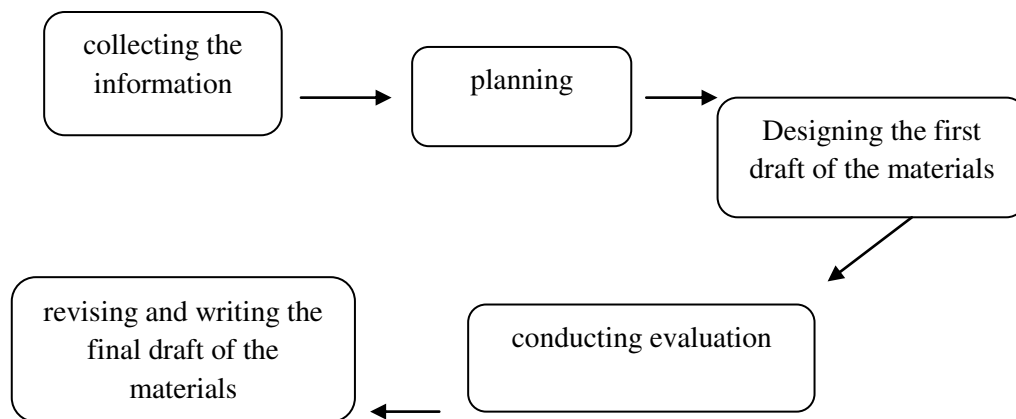 collecting the
information
planning
Designing the first
draft of the materials
conducting evaluation
revising and writing the
final draft of the
materials